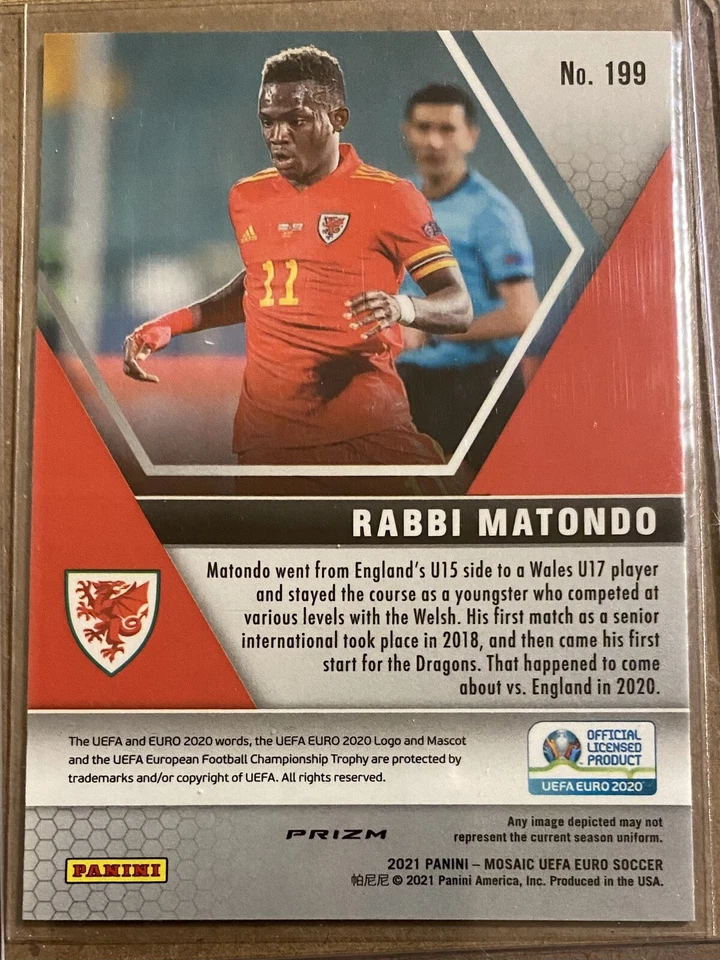 No. 199
11
RABBI MATONDO
Matondo went from England's U15 side to a Wales U17 player
and stayed the course as a youngster who competed at
various levels with the Welsh. His first match as a senior
international took place in 2018, and then came his first
start for the Dragons. That happened to come
about vs. England in 2020.
The UEFA and EURO 2020 words, the UEFA EURO 2020 Logo and Mascot
and the UEFA European Football Championship Trophy are protected by
trademarks and/or copyright of UEFA. All rights reserved.
OFFICIAL
LICENSED
PRODUCT
UEFA EURO 2020
Any image depicted may not
represent the current season uniform.
PRIZM
PANINI
2021 PANINI – MOSAIC UEFA EURO SOCCER
帕尼尼 © 2021 Panini America, Inc. Produced in the USA.